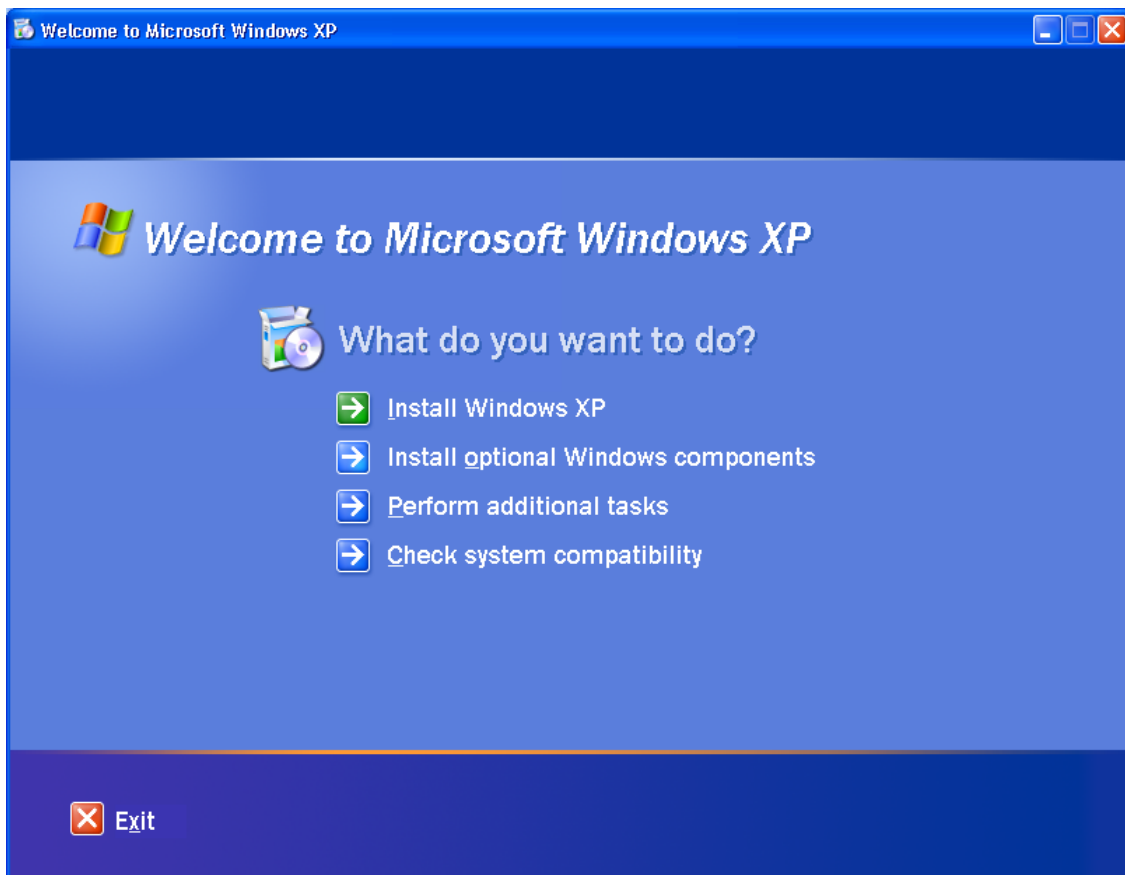 Welcome to Microsoft Windows XP
Welcome to Microsoft Windows XP
What do you want to do?
Install Windows XP
Install optional Windows components
Perform additional tasks
Check system compatibility
Exit